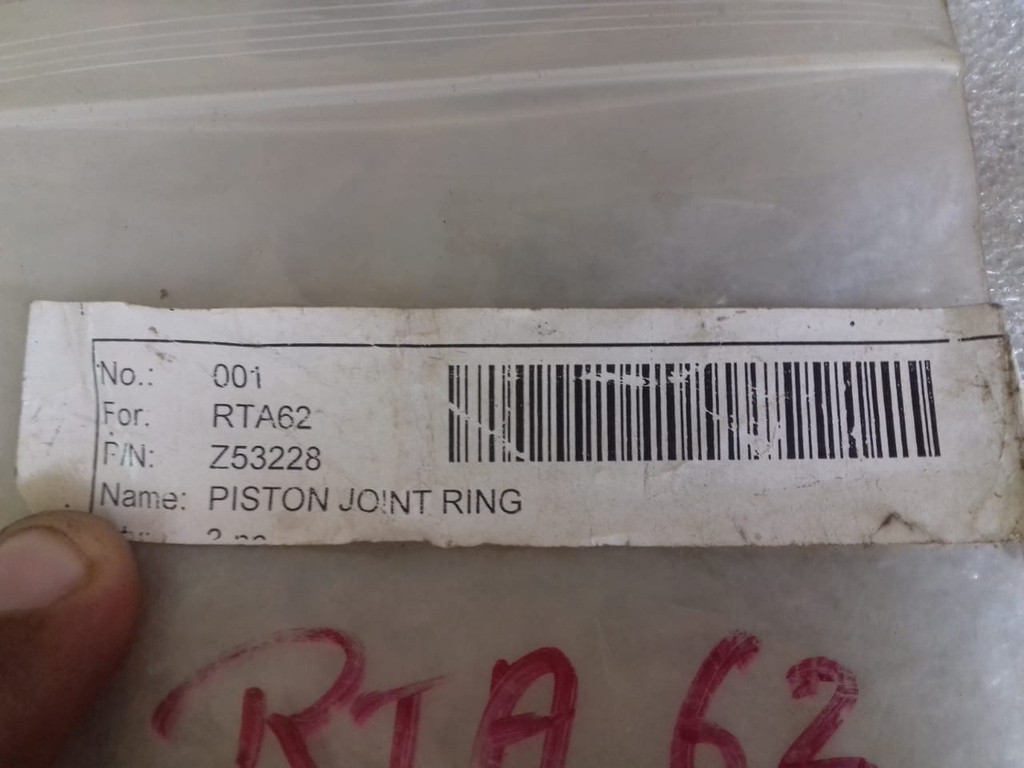 No.: 001
For. RTA62
P/N: Z53228
Name: PISTON JOINT RING
RTA 62